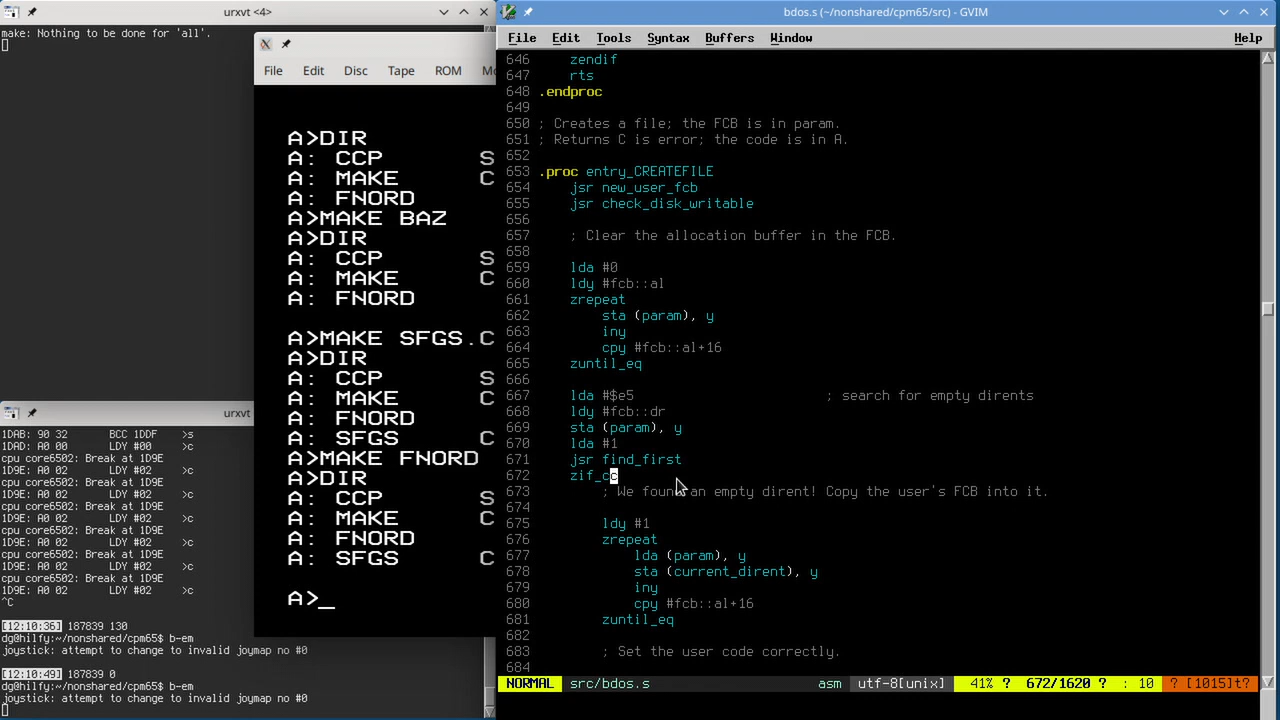 urxvt <4>
make: Nothing to be done for 'all'.
File Edit Disc Tape ROM Mo
A>DIR
A: CCP S
A: MAKE C
A: FNORD
A>MAKE BAZ
A>DIR
A: CCP S
A: MAKE C
A: FNORD
A>MAKE SFGS.C
A>DIR
A: CCP S
A: MAKE C
A: FNORD
A: SFGS C
A>MAKE FNORD
A>DIR
A: CCP S
A: MAKE C
A: FNORD
A: SFGS C
A>_
urxvt
1DAB: 90 32 BCC 1DDF >s
1DAD: A0 00 LDY #00 >c
cpu core6502: Break at 1D9E
1D9E: A0 02 LDY #02 >c
cpu core6502: Break at 1D9E
1D9E: A0 02 LDY #02 >c
cpu core6502: Break at 1D9E
1D9E: A0 02 LDY #02 >c
cpu core6502: Break at 1D9E
1D9E: A0 02 LDY #02 >c
^C
[12:10:36] 187839 130
dg@hilfy:~/nonshared/cpm65$ b-em
joystick: attempt to change to invalid joymap no #0
[12:10:49] 187839 0
dg@hilfy:~/nonshared/cpm65$ b-em
joystick: attempt to change to invalid joymap no #0
bdos.s (~/nonshared/cpm65/src) - GVIM
File Edit Tools Syntax Buffers Window Help
646 zendif
647 rts
648 .endproc
649
650 ; Creates a file; the FCB is in param.
651 ; Returns C is error; the code is in A.
652
653 .proc entry_CREATEFILE
654 jsr new_user_fcb
655 jsr check_disk_writable
656
657 ; Clear the allocation buffer in the FCB.
658
659 lda #0
660 ldy #fcb::al
661 zrepeat
662 sta (param), y
663 iny
664 cpy #fcb::al+16
665 zuntil_eq
666
667 lda #$e5 ; search for empty dirents
668 ldy #fcb::dr
669 sta (param), y
670 lda #1
671 jsr find_first
672 zif_cc
673 ; We found an empty dirent! Copy the user's FCB into it.
674
675 ldy #1
676 zrepeat
677 lda (param), y
678 sta (current_dirent), y
679 iny
680 cpy #fcb::al+16
681 zuntil_eq
682
683 ; Set the user code correctly.
684
NORMAL src/bdos.s asm utf-8[unix] 41% ? 672/1620 ? : 10 ? [1015]t?